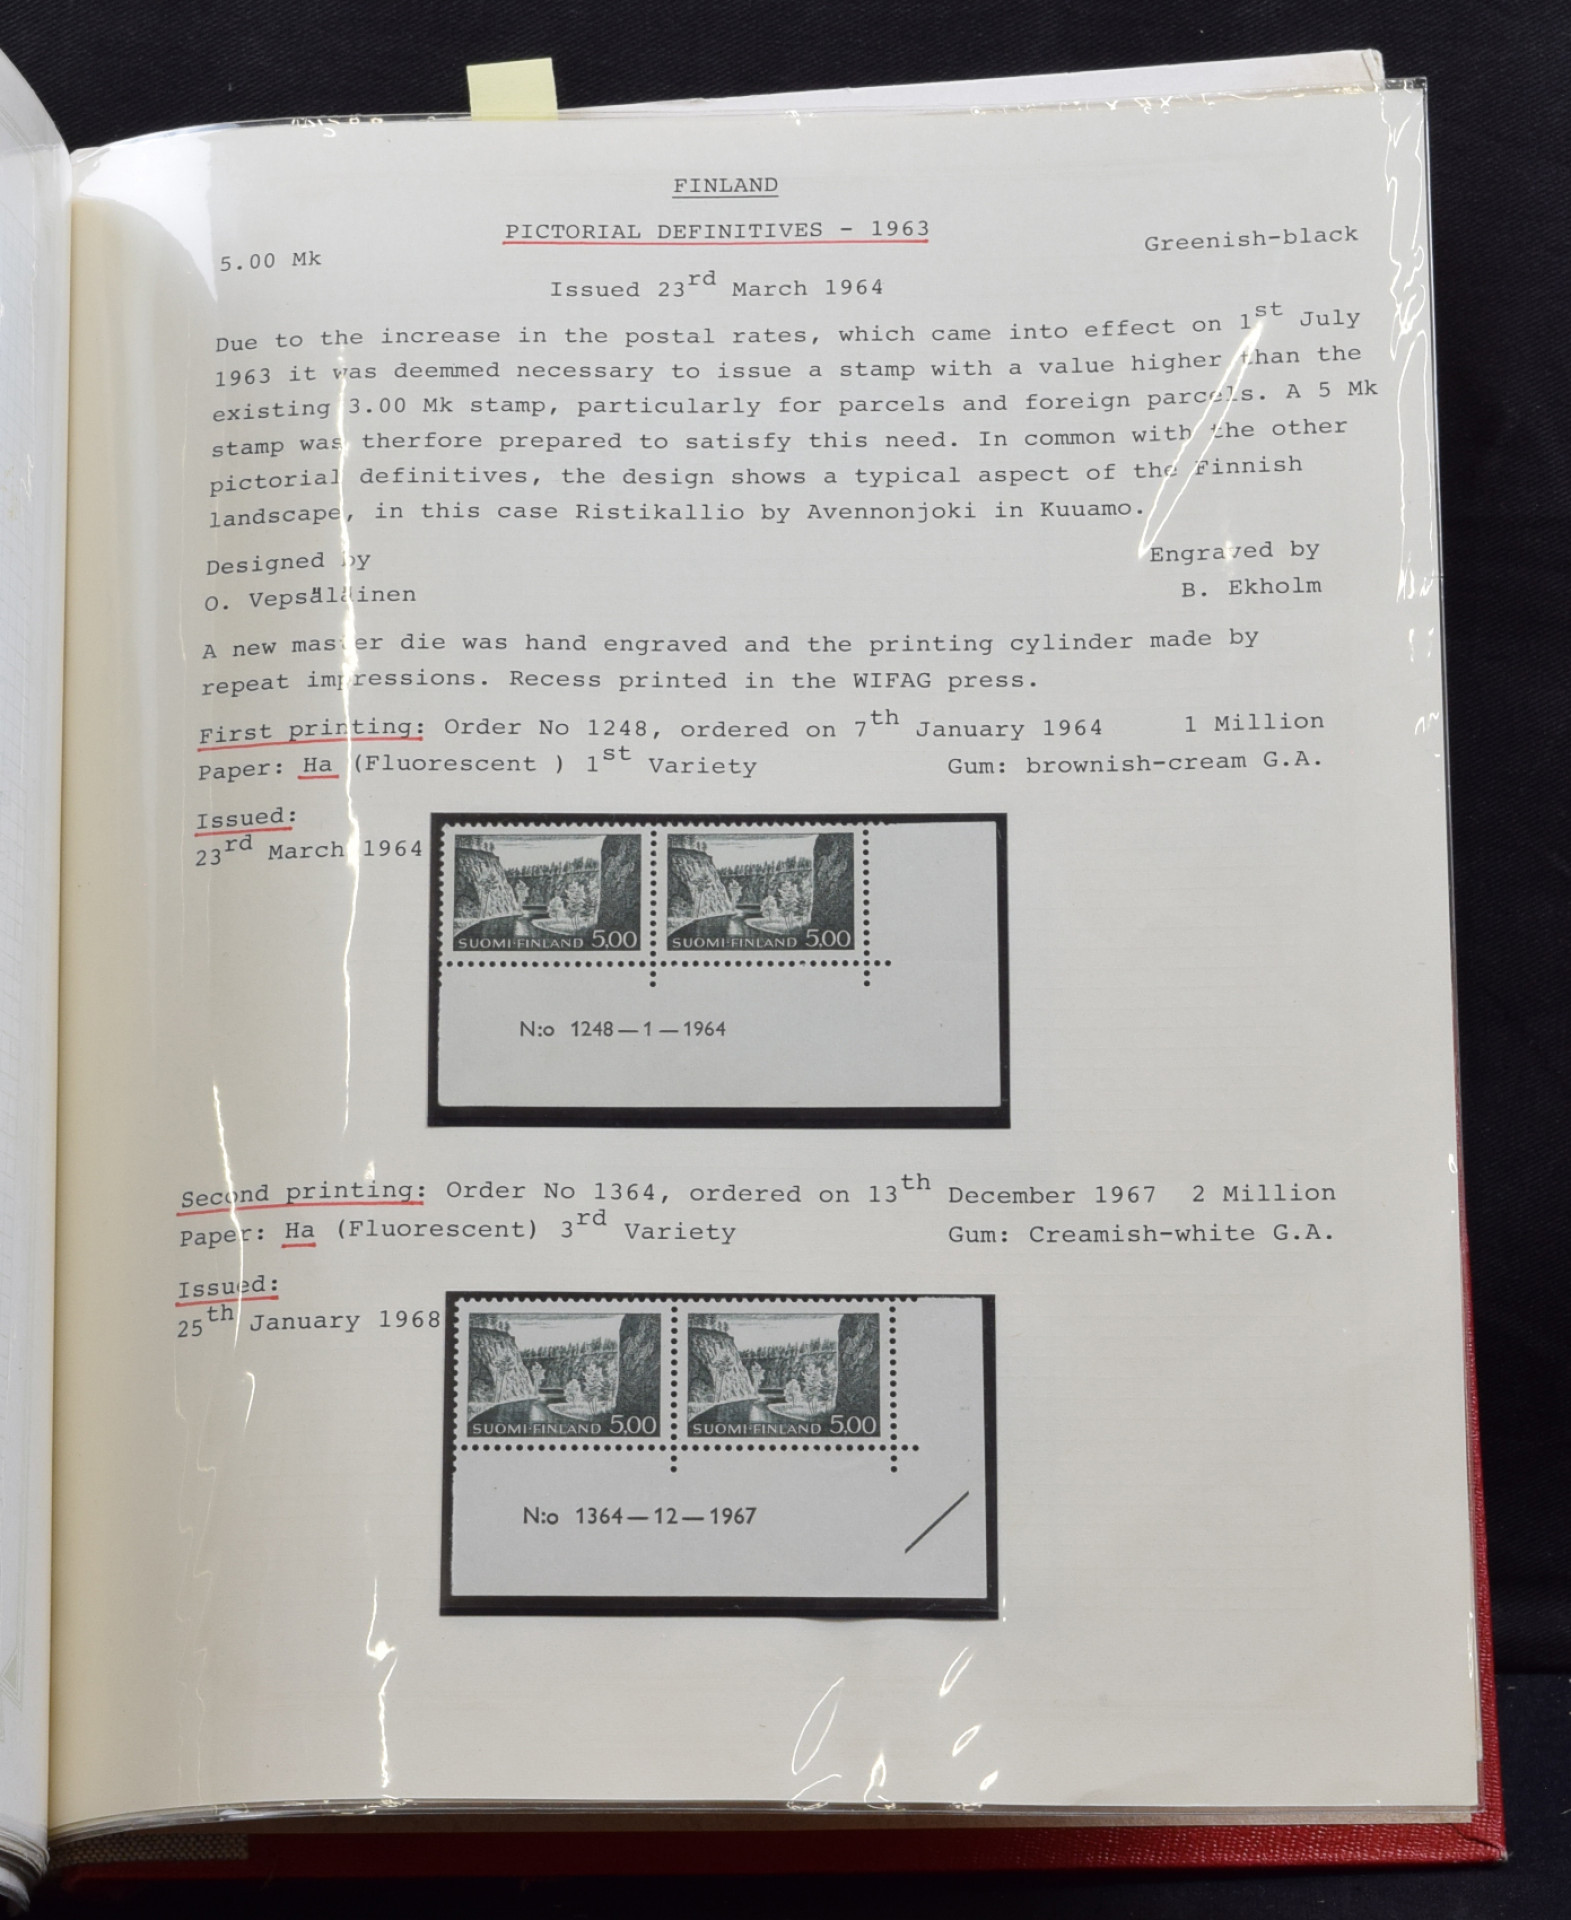 FINLAND
PICTORIAL DEFINITIVES - 1963
5.00 Mk Greenish-black
Issued 23rd March 1964
Due to the increase in the postal rates, which came into effect on 1st July
1963 it was deemmed necessary to issue a stamp with a value higher than the
existing 3.00 Mk stamp, particularly for parcels and foreign parcels. A 5 Mk
stamp was therfore prepared to satisfy this need. In common with the other
pictorial definitives, the design shows a typical aspect of the Finnish
landscape, in this case Ristikallio by Avennonjoki in Kuuamo.
Designed by Engraved by
O. Vepsäläinen B. Ekholm
A new master die was hand engraved and the printing cylinder made by
repeat impressions. Recess printed in the WIFAG press.
First printing: Order No 1248, ordered on 7th January 1964 1 Million
Paper: Ha (Fluorescent ) 1st Variety Gum: brownish-cream G.A.
Issued:
23rd March 1964
SUOMI-FINLAND 5,00 SUOMI-FINLAND 5,00
N:o 1248—1—1964
Second printing: Order No 1364, ordered on 13th December 1967 2 Million
Paper: Ha (Fluorescent) 3rd Variety Gum: Creamish-white G.A.
Issued:
25th January 1968
SUOMI-FINLAND 5,00 SUOMI-FINLAND 5,00
N:o 1364—12—1967